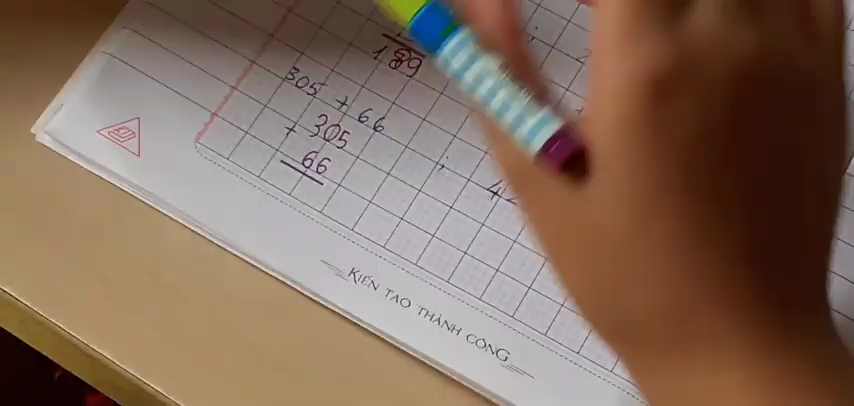 189
305 + 66
+ 305
66
;
KIẾN TẠO THÀNH CÔNG